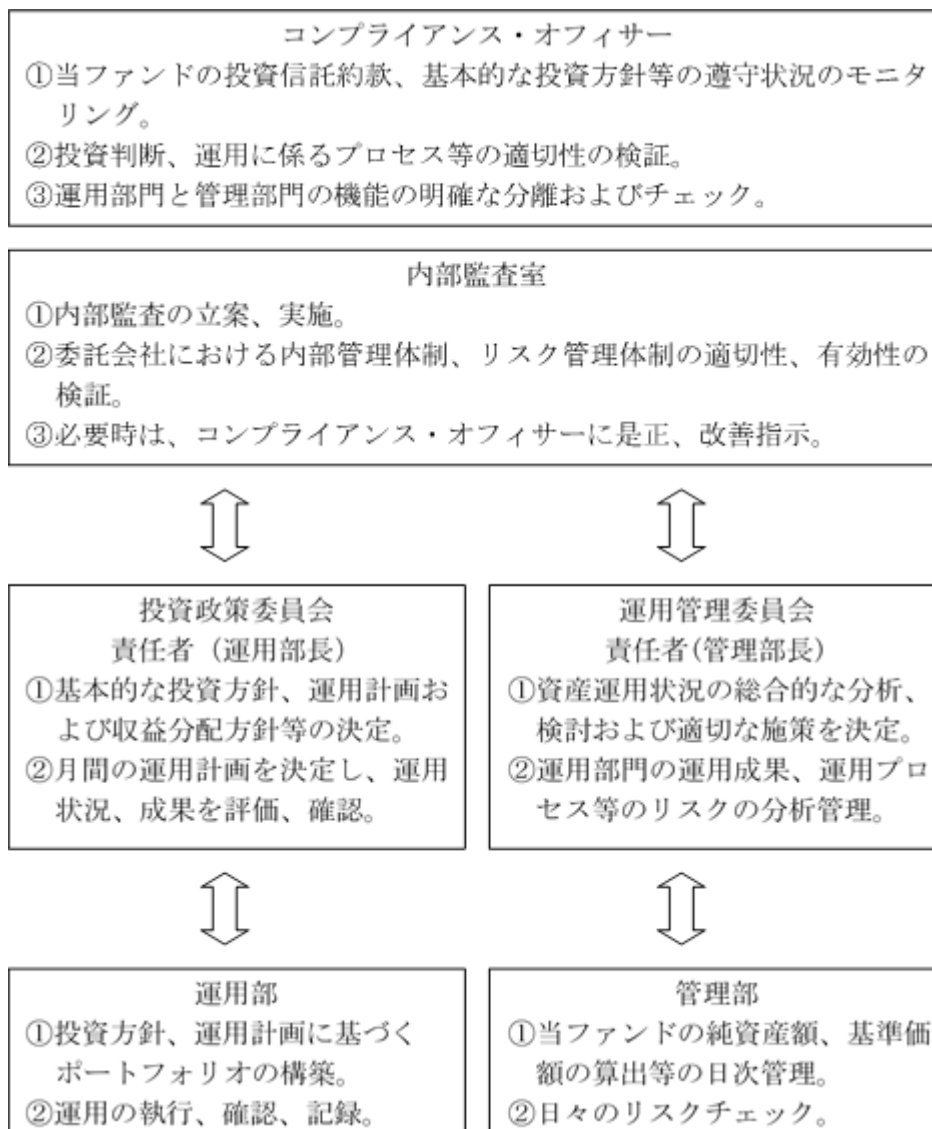 コンプライアンス・オフィサー
①当ファンドの投資信託約款、基本的な投資方針等の遵守状況のモニタ
リング。
②投資判断、運用に係るプロセス等の適切性の検証。
③運用部門と管理部門の機能の明確な分離およびチェック。
内部監査室
①内部監査の立案、実施。
②委託会社における内部管理体制、リスク管理体制の適切性、有効性の
検証。
③必要時は、コンプライアンス・オフィサーに是正、改善指示。
投資政策委員会
責任者（運用部長）
①基本的な投資方針、運用計画お
よび収益分配方針等の決定。
②月間の運用計画を決定し、運用
状況、成果を評価、確認。
運用管理委員会
責任者(管理部長)
①資産運用状況の総合的な分析、
検討および適切な施策を決定。
②運用部門の運用成果、運用プロ
セス等のリスクの分析管理。
運用部
①投資方針、運用計画に基づく
ポートフォリオの構築。
②運用の執行、確認、記録。
管理部
①当ファンドの純資産額、基準価
額の算出等の日次管理。
②日々のリスクチェック。